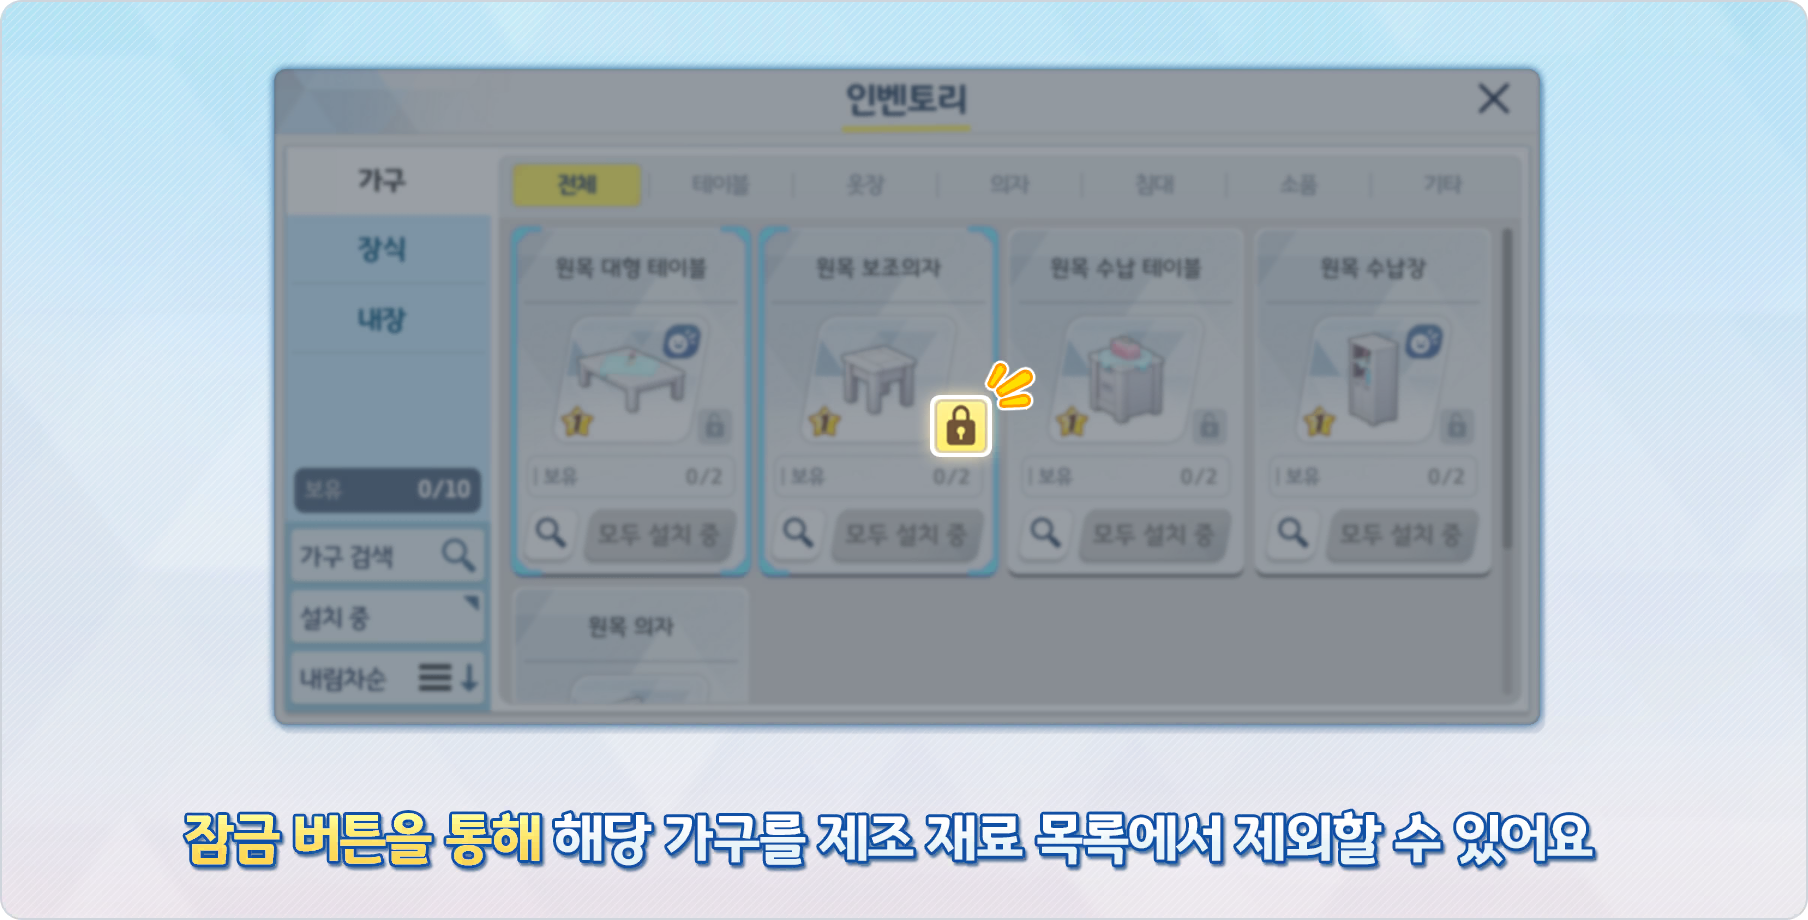 인벤토리
가구
장식
내장
보유 0/10
가구 검색
설치 중
내림차순
전체 테이블 옷장 의자 침대 소품 기타
원목 대형 테이블
1
보유 0/2
모두 설치 중
원목 보조의자
1
보유 0/2
모두 설치 중
원목 수납 테이블
1
보유 0/2
모두 설치 중
원목 수납장
1
보유 0/2
모두 설치 중
원목 의자
잠금 버튼을 통해 해당 가구를 제조 재료 목록에서 제외할 수 있어요